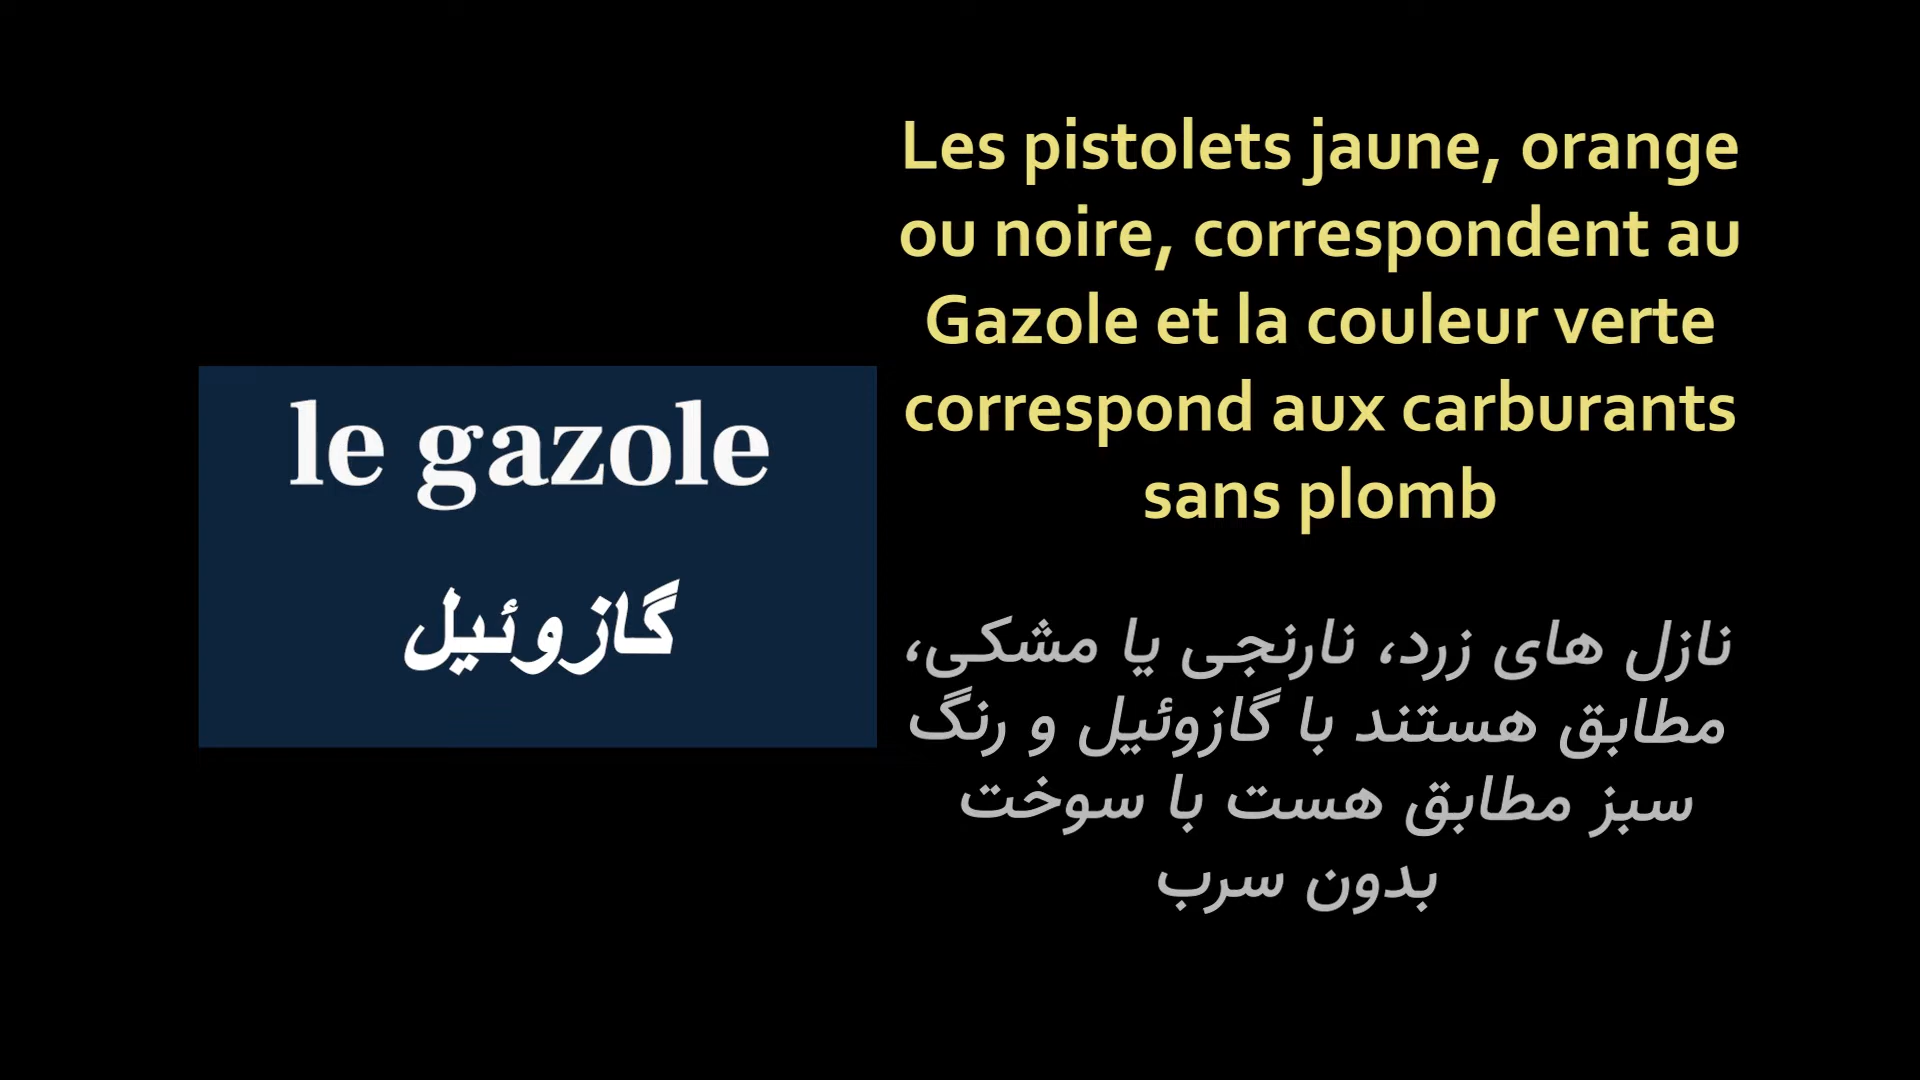 le gazole
گازوئیل
Les pistolets jaune, orange
ou noire, correspondent au
Gazole et la couleur verte
correspond aux carburants
sans plomb
نازل های زرد، نارنجی یا مشکی،
مطابق هستند با گازوئیل و رنگ
سبز مطابق هست با سوخت
بدون سرب